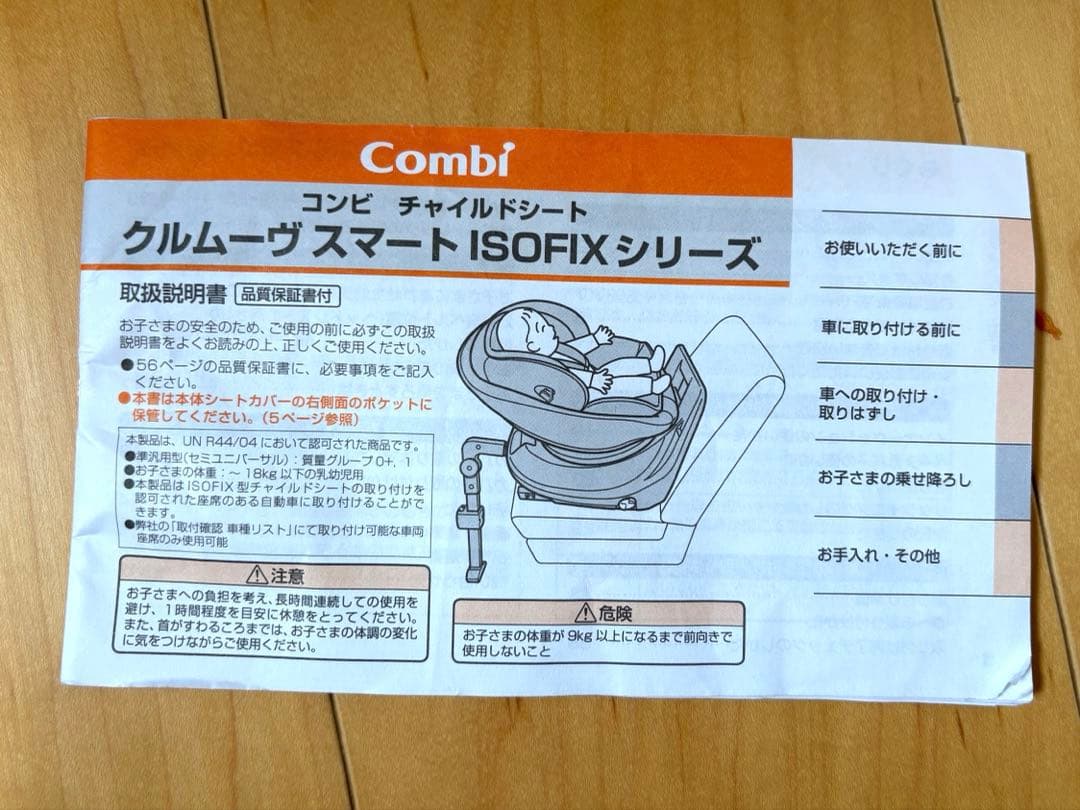 Combi
コンビ チャイルドシート
クルムーヴ スマート ISOFIXシリーズ
取扱説明書 品質保証書付
お子さまの安全のため、ご使用の前に必ずこの取扱
説明書をよくお読みの上、正しくご使用ください。
●56ページの品質保証書に、必要事項をご記入
ください。
●本書は本体シートカバーの右側面のポケットに
保管してください。(5ページ参照)
本製品は、UN R44/04において認可された商品です。
●準汎用型(セミユニバーサル):質量グループ0+、1
●お子さまの体重:~18kg以下の乳幼児用
●本製品はISOFIX型チャイルドシートの取り付けを
認可された座席のある自動車に取り付けることがで
きます。
●弊社の「取付確認 車種リスト」にて取り付け可能な車両
座席のみ使用可能
⚠注意
お子さまへの負担を考え、長時間連続しての使用を
避け、1時間程度を目安に休憩をとってください。
また、首がすわるころまでは、お子さまの体調の変化
に気をつけながらご使用ください。
⚠危険
お子さまの体重が9kg以上になるまで前向きで
使用しないこと
お使いいただく前に
車に取り付ける前に
車への取り付け・
取りはずし
お子さまの乗せ降ろし
お手入れ・その他